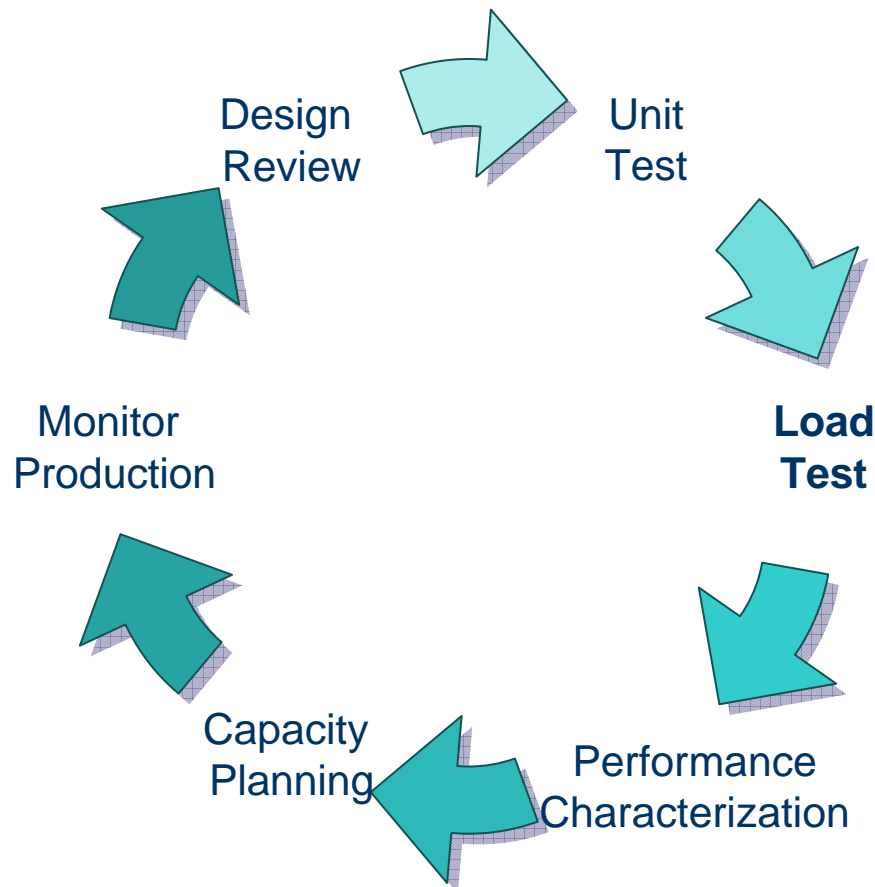 Design
Review
Unit
Test
Load
Test
Performance
Characterization
Capacity
Planning
Monitor
Production